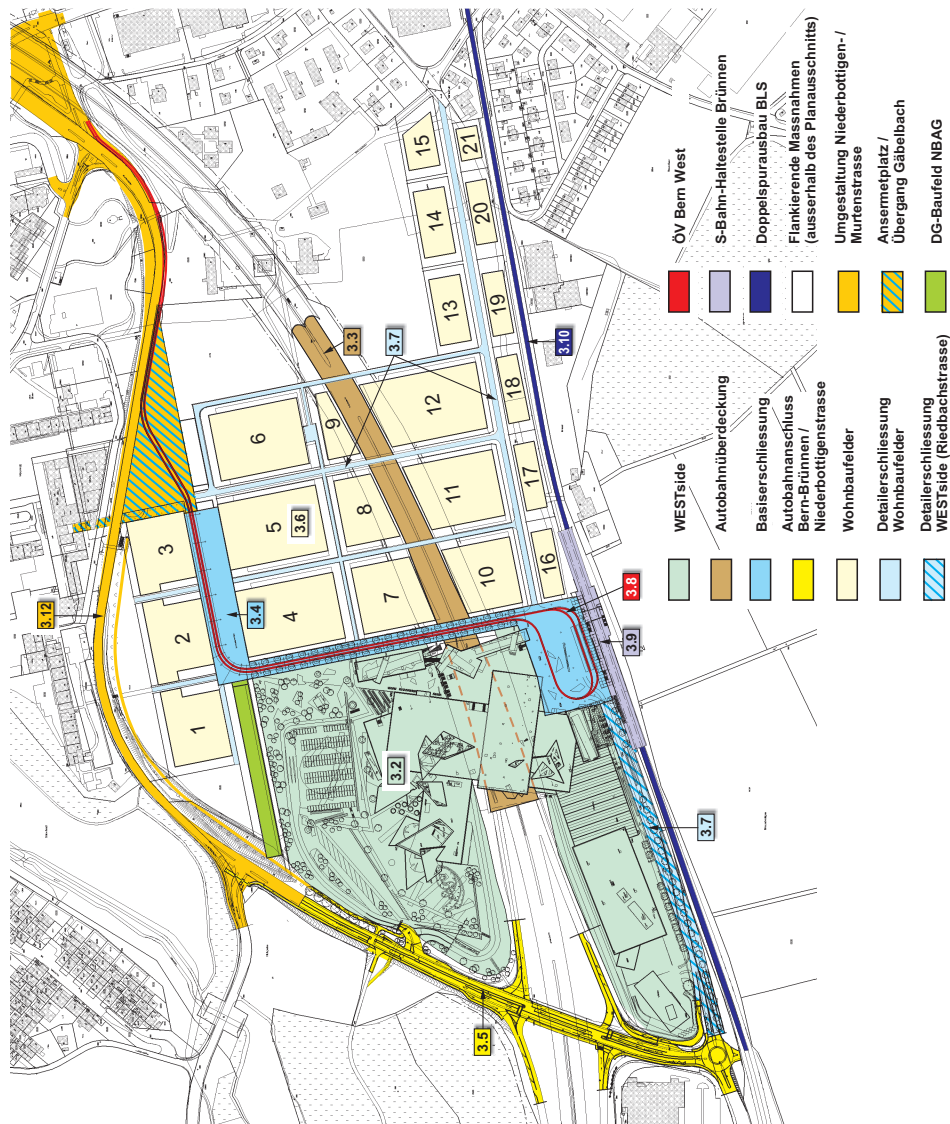 15
14
13
21
20
19
18
17
16
12
11
10
9
8
7
6
5
4
3
2
1
3.3
3.7
3.10
3.6
3.12
3.4
3.8
3.9
3.2
3.7
3.5
WESTside
Autobahnüberdeckung
Basiserschliessung
Autobahnanschluss
Bern-Brünnen /
Niederbottigenstrasse
Wohnbaufelder
Detailerschliessung
Wohnbaufelder
Detailerschliessung
WESTside (Riedbachstrasse)
ÖV Bern West
S-Bahn-Haltestelle Brünnen
Doppelspurausbau BLS
Flankierende Massnahmen
(ausserhalb des Planausschnitts)
Umgestaltung Niederbottigen- /
Murtenstrasse
Ansermetplatz /
Übergang Gäbelbach
DG-Baufeld NBAG